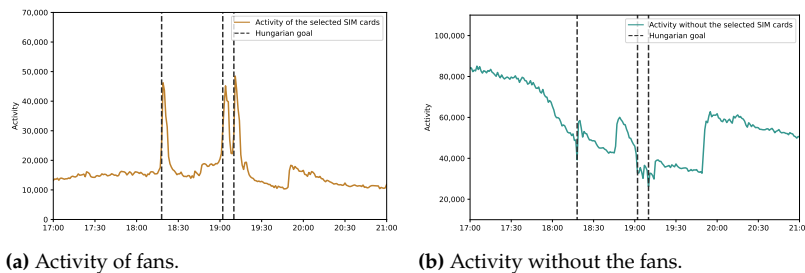 70,000
60,000
50,000
40,000
30,000
20,000
10,000
0
Activity
Activity of the selected SIM cards
Hungarian goal
17:00 17:30 18:00 18:30 19:00 19:30 20:00 20:30 21:00
(a) Activity of fans.
100,000
80,000
60,000
40,000
20,000
Activity
Activity without the selected SIM cards
Hungarian goal
17:00 17:30 18:00 18:30 19:00 19:30 20:00 20:30 21:0
(b) Activity without the fans.